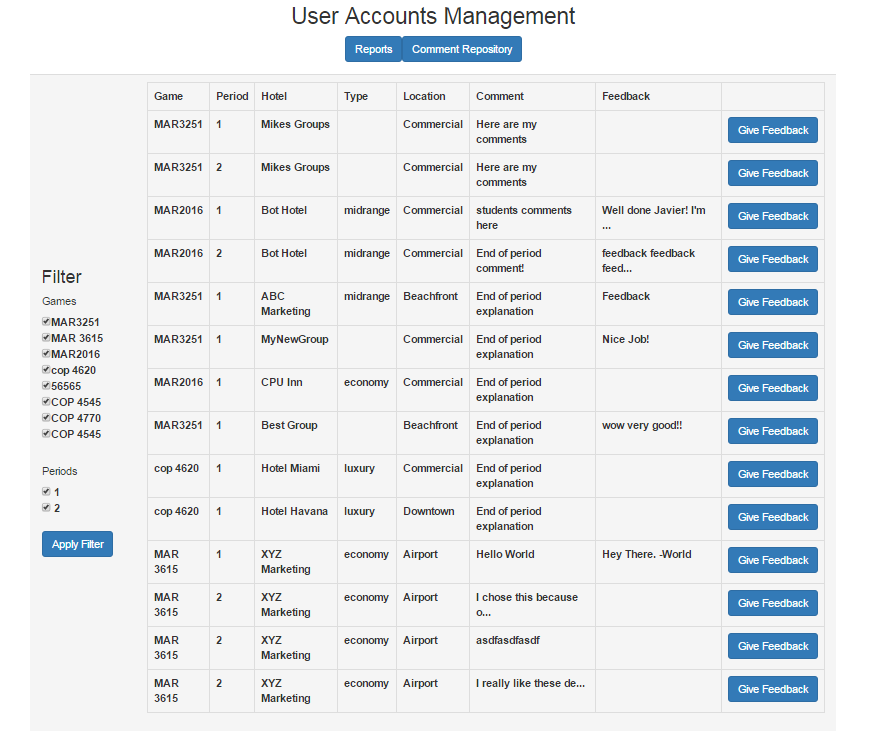 User Accounts Management
Reports Comment Repository
Filter
Games
MAR3251
MAR 3615
MAR2016
cop 4620
56565
COP 4545
COP 4770
COP 4545
Periods
1
2
Apply Filter
Game Period Hotel Type Location Comment Feedback
MAR3251 1 Mikes Groups Commercial Here are my
comments
Give Feedback
MAR3251 2 Mikes Groups Commercial Here are my
comments
Give Feedback
MAR2016 1 Bot Hotel midrange Commercial students comments
here
Well done Javier! I'm
...
Give Feedback
MAR2016 2 Bot Hotel midrange Commercial End of period
comment!
feedback feedback
feed...
Give Feedback
MAR3251 1 ABC
Marketing
midrange Beachfront End of period
explanation
Feedback
Give Feedback
MAR3251 1 MyNewGroup Commercial End of period
explanation
Nice Job!
Give Feedback
MAR2016 1 CPU Inn economy Commercial End of period
explanation
Give Feedback
MAR3251 1 Best Group Beachfront End of period
explanation
wow very good!!
Give Feedback
cop 4620 1 Hotel Miami luxury Commercial End of period
explanation
Give Feedback
cop 4620 1 Hotel Havana luxury Downtown End of period
explanation
Give Feedback
MAR
3615
1 XYZ
Marketing
economy Airport Hello World Hey There. -World
Give Feedback
MAR
3615
2 XYZ
Marketing
economy Airport I chose this because
o...
Give Feedback
MAR
3615
2 XYZ
Marketing
economy Airport asdfasdfasdf
Give Feedback
MAR
3615
2 XYZ
Marketing
economy Airport I really like these de...
Give Feedback